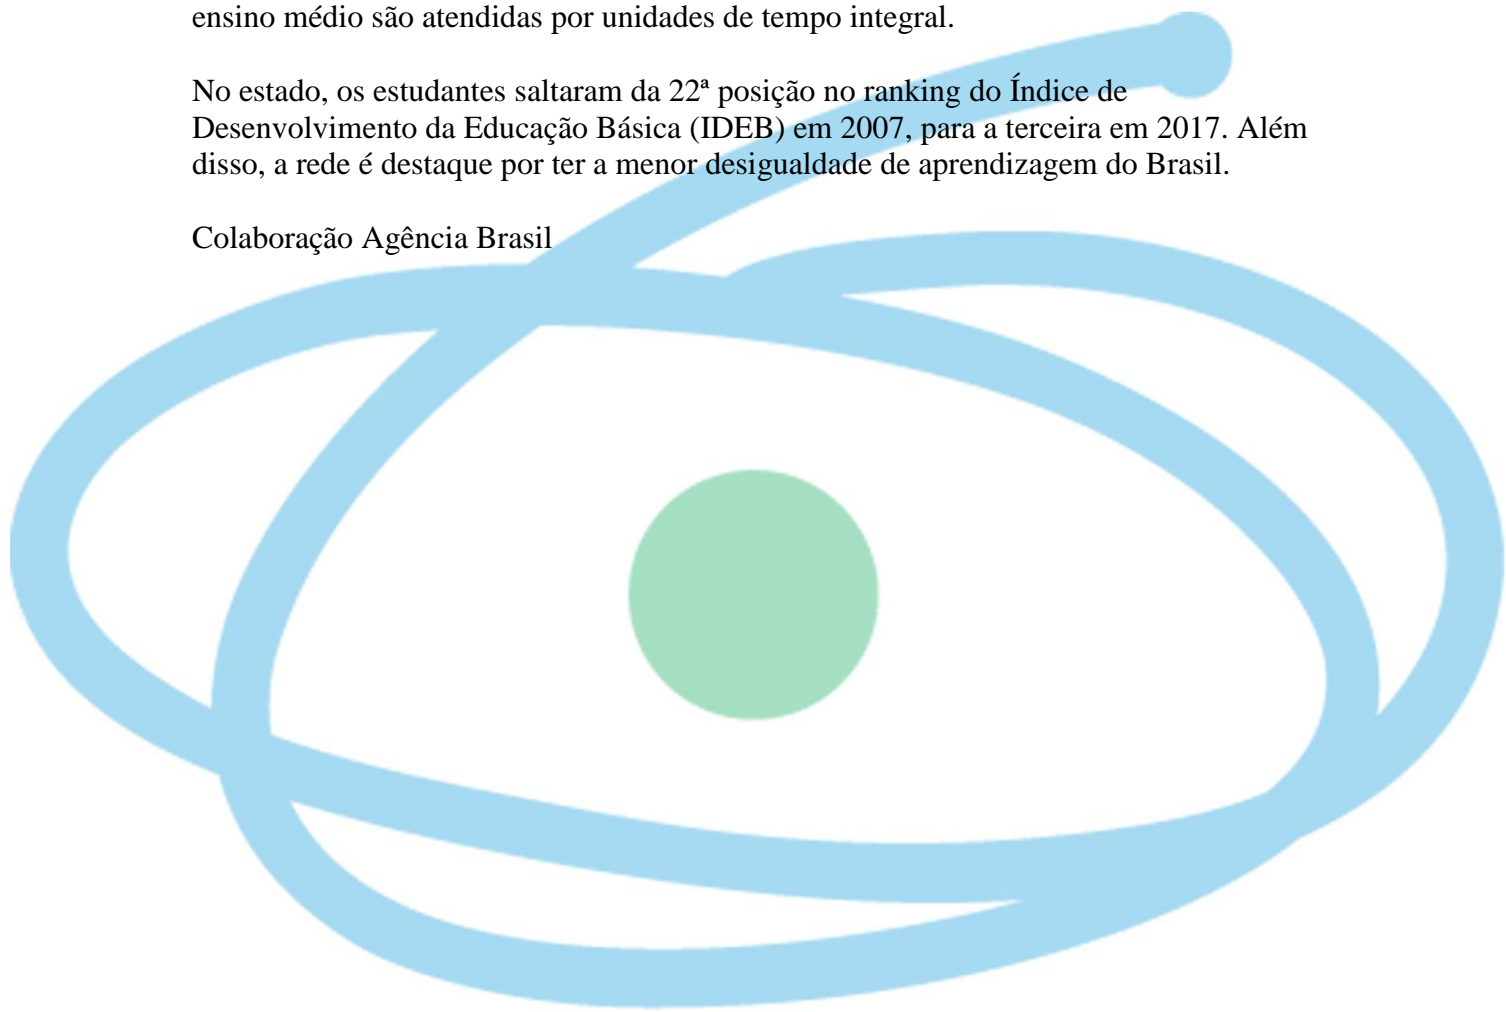 ensino médio são atendidas por unidades de tempo integral.
No estado, os estudantes saltaram da 22ª posição no ranking do Índice de
Desenvolvimento da Educação Básica (IDEB) em 2007, para a terceira em 2017. Além
disso, a rede é destaque por ter a menor desigualdade de aprendizagem do Brasil.
Colaboração Agência Brasil